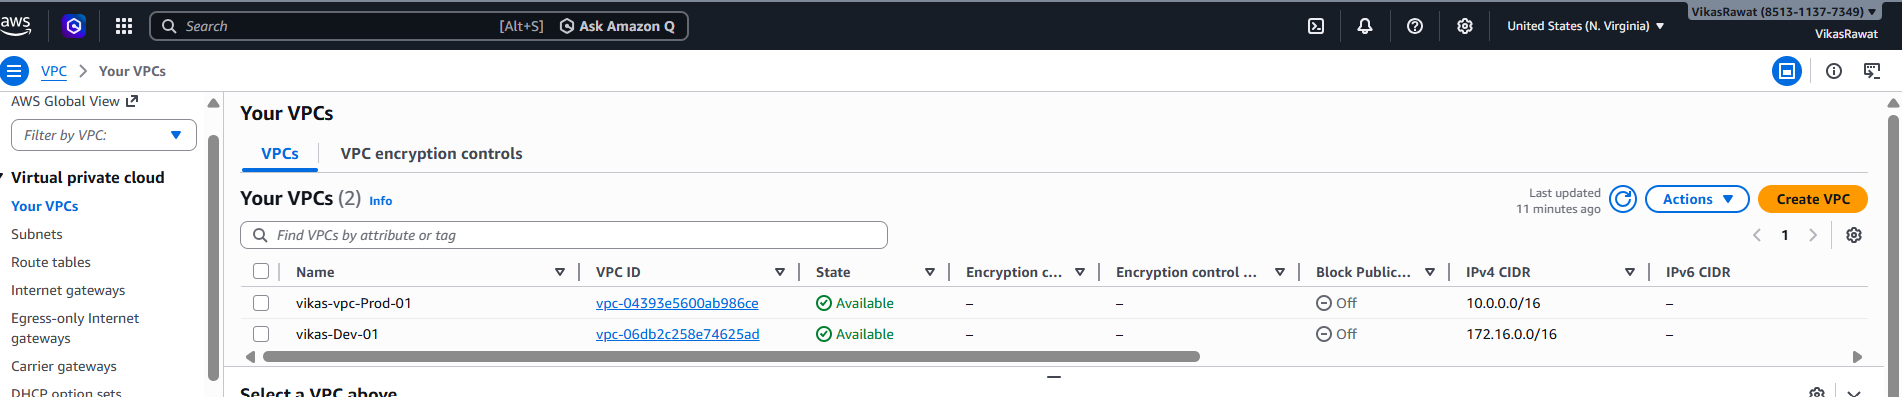 aws
Search [Alt+S] Ask Amazon Q United States (N. Virginia) VikasRawat (8513-1137-7349)
VikasRawat
VPC Your VPCs
AWS Global View
Filter by VPC:
Virtual private cloud
Your VPCs
Subnets
Route tables
Internet gateways
Egress-only Internet
gateways
Carrier gateways
DHCP option sets
Your VPCs
VPCs VPC encryption controls
Your VPCs (2) Info
Last updated
11 minutes ago
Actions Create VPC
Find VPCs by attribute or tag
1
Name VPC ID State Encryption c... Encryption control ... Block Public... IPv4 CIDR IPv6 CIDR
vikas-vpc-Prod-01 vpc-04393e5600ab986ce Available – – Off 10.0.0.0/16 –
vikas-Dev-01 vpc-06db2c258e74625ad Available – – Off 172.16.0.0/16 –
Select a VPC above